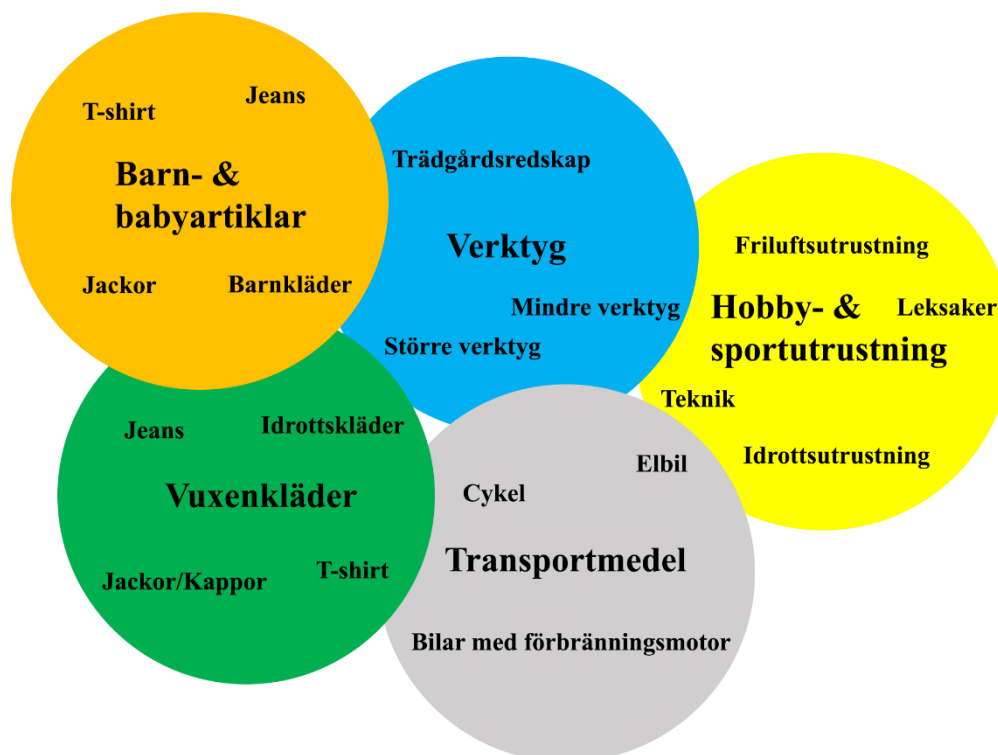 T-shirt
Jeans
Barn- &
babyartiklar
Jackor
Barnkläder
Trädgårdsredskap
Verktyg
Mindre verktyg
Större verktyg
Friluftsutrustning
Hobby- &
sportutrustning
Leksaker
Teknik
Idrottsutrustning
Jeans
Idrottskläder
Vuxenkläder
Jackor/Kappor
T-shirt
Elbil
Cykel
Transportmedel
Bilar med förbränningsmotor